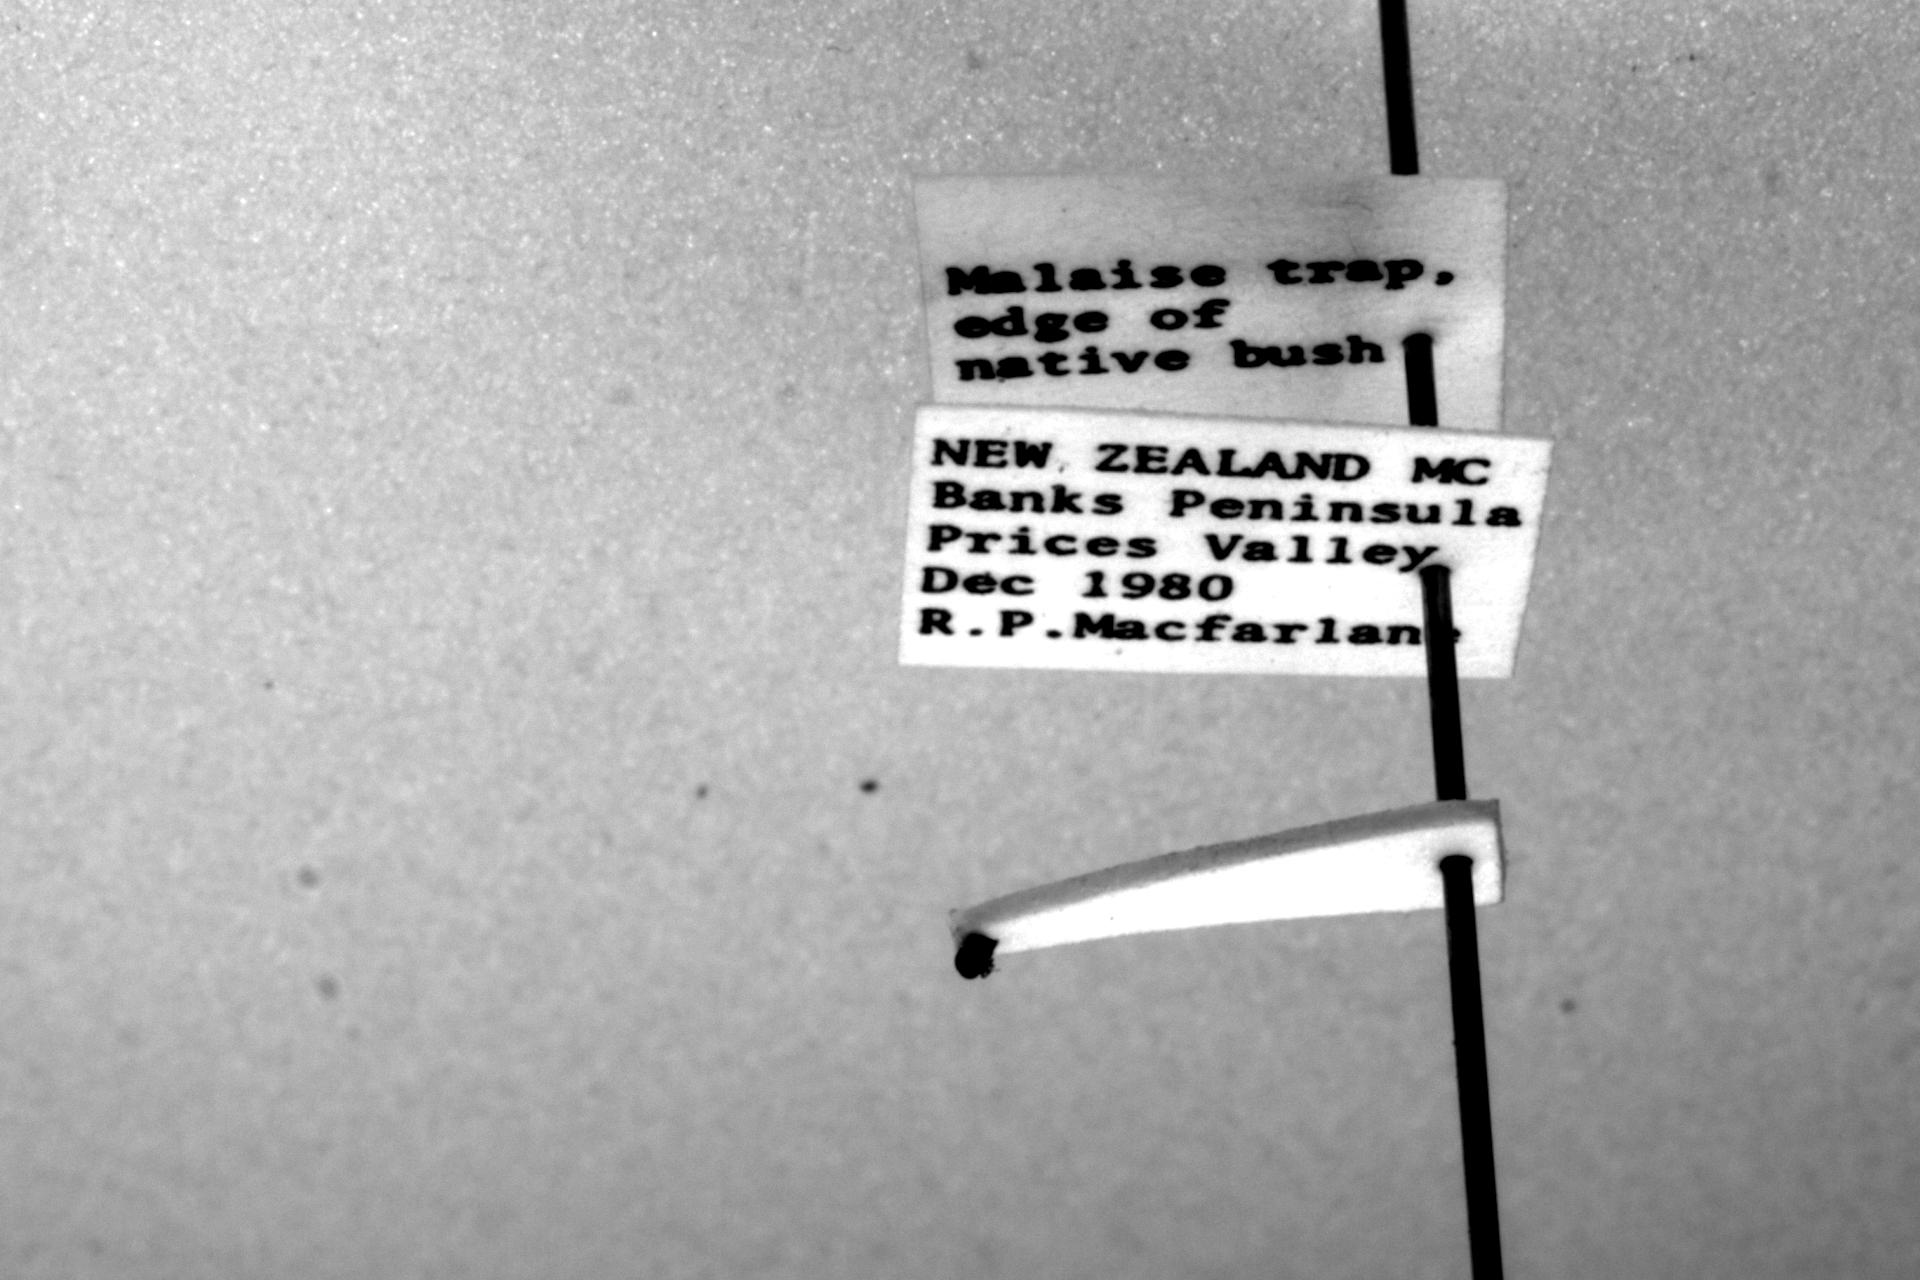 Malaise trap,
edge of
native bush
NEW ZEALAND MC
Banks Peninsula
Prices Valley
Dec 1980
R.P.Macfarlane